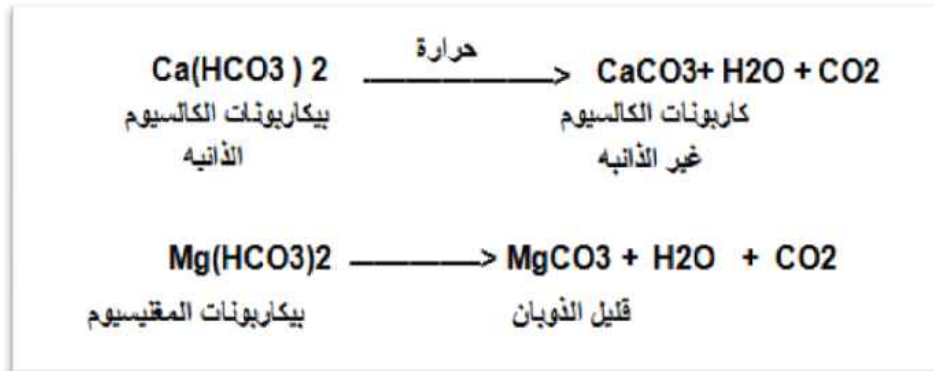 حرارة
Ca(HCO3 ) 2 ——————> CaCO3+ H2O + CO2
بيكاربونات الكالسيوم كاربونات الكالسيوم
الذائبه غير الذائبه
Mg(HCO3)2 —————> MgCO3 + H2O + CO2
بيكاربونات المغنيسيوم قليل الذوبان